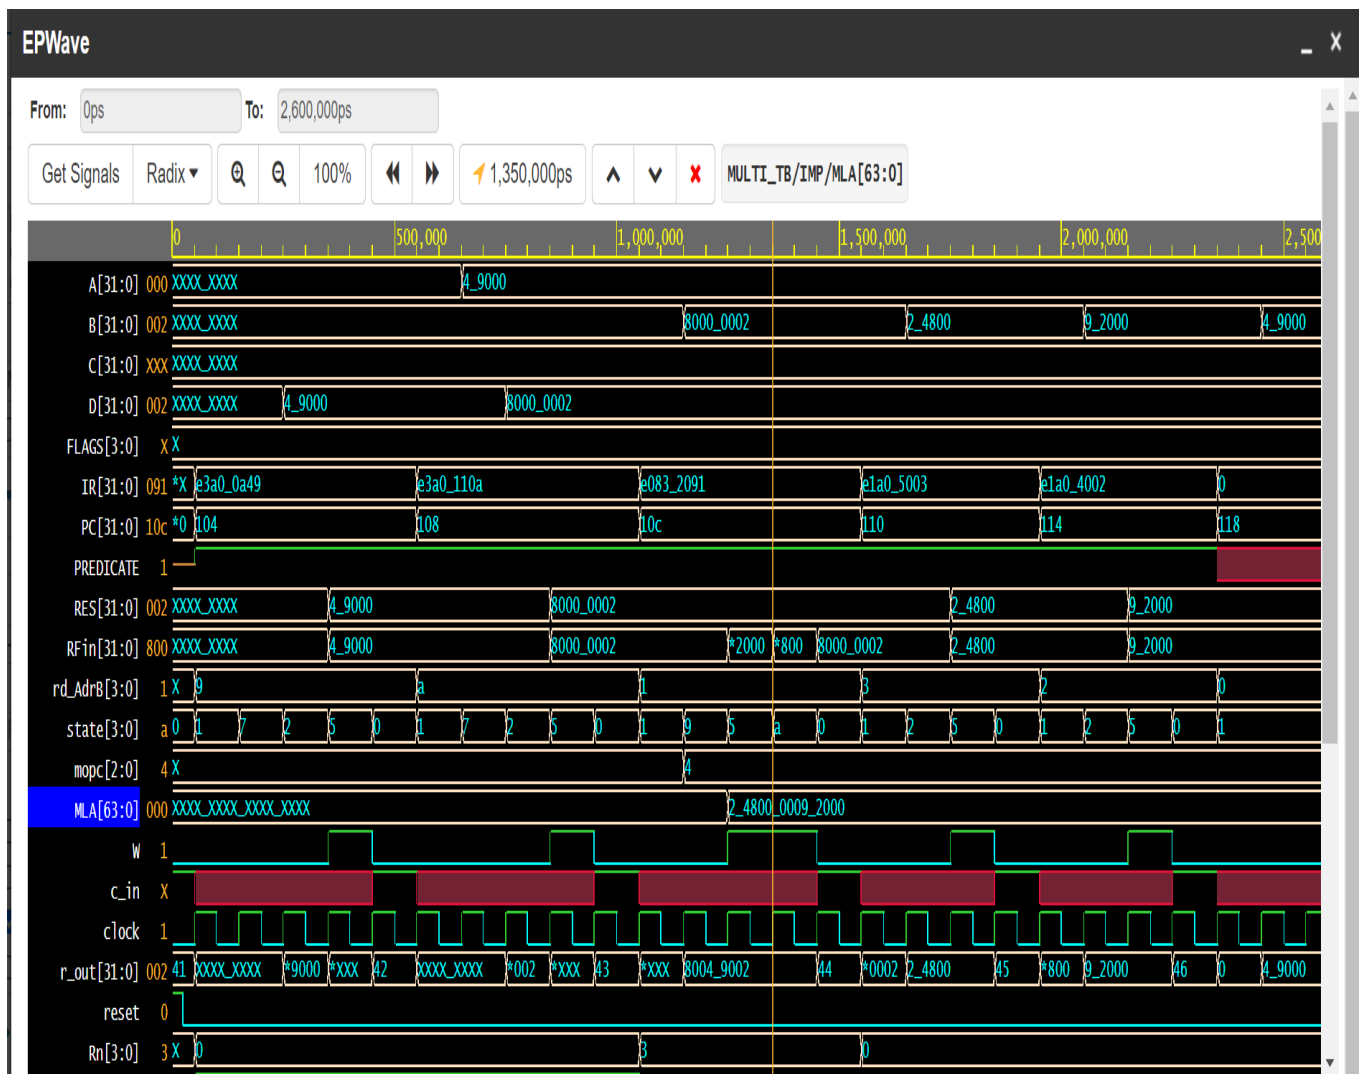 EPWave
From: 0ps To: 2,600,000ps
Get Signals Radix 100% 1,350,000ps MULTI_TB/IMP/MLA[63:0]
0 500,000 1,000,000 1,500,000 2,000,000 2,500
A[31:0] 000 XXXX_XXXX 4_9000
B[31:0] 002 XXXX_XXXX 8000_0002 2_4800 9_2000 4_9000
C[31:0] XXX XXXX_XXXX
D[31:0] 002 XXXX_XXXX 4_9000 8000_0002
FLAGS[3:0] X X
IR[31:0] 091 *X e3a0_0a49 e3a0_110a e083_2091 e1a0_5003 e1a0_4002 0
PC[31:0] 10c *0 104 108 10c 110 114 118
PREDICATE 1
RES[31:0] 002 XXXX_XXXX 4_9000 8000_0002 2_4800 9_2000
RFin[31:0] 800 XXXX_XXXX 4_9000 8000_0002 *2000 *800 8000_0002 2_4800 9_2000
rd_AdrB[3:0] 1 X 9 a 1 3 2 0
state[3:0] a 0 1 7 2 5 0 1 7 2 5 0 1 9 5 a 0 1 2 5 0 1 2 5 0 1
mopc[2:0] 4 X 4
MLA[63:0] 000 XXXX_XXXX_XXXX_XXXX 2_4800_0009_2000
W 1
c_in X
clock 1
r_out[31:0] 002 41 XXXX_XXXX *9000 *XXX 42 XXXX_XXXX *002 *XXX 43 *XXX 8004_9002 44 *0002 2_4800 45 *800 9_2000 46 0 4_9000
reset 0
Rn[3:0] 3 X 0 3 0